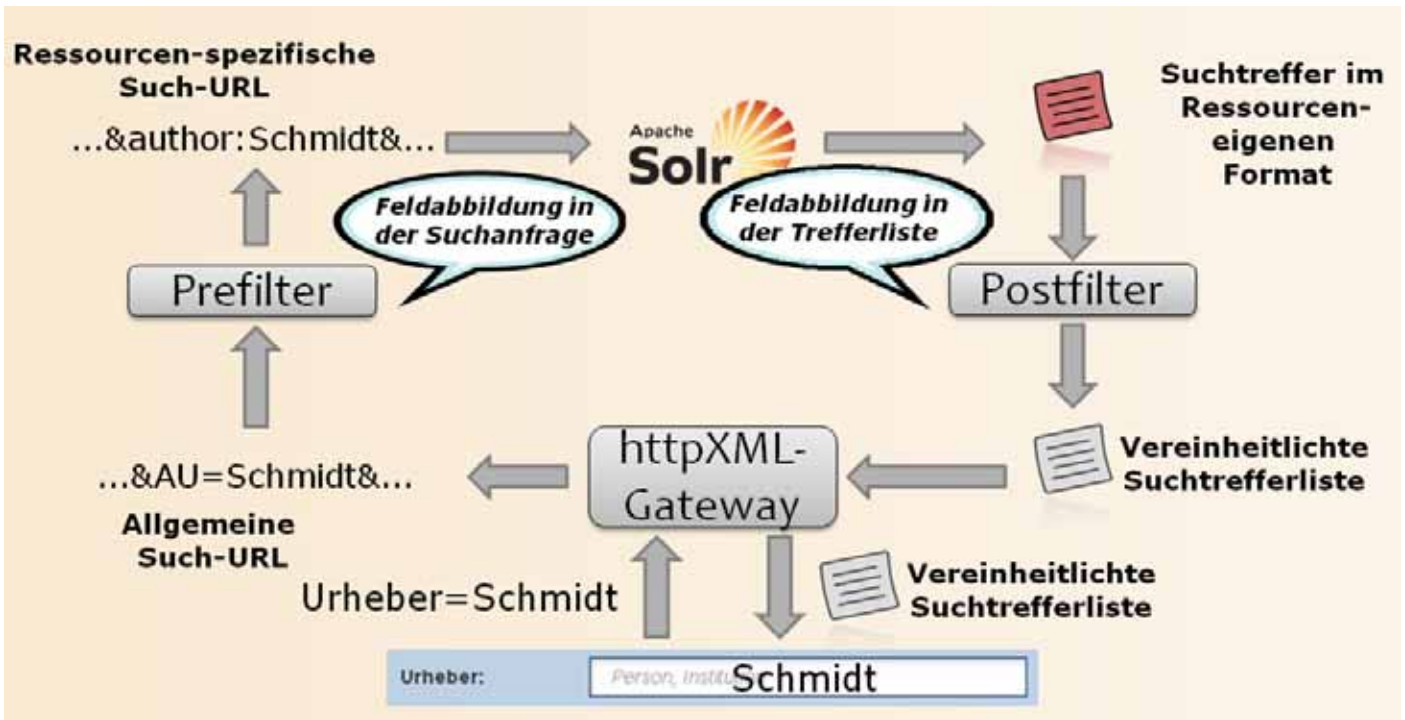 Ressourcen-spezifische
Such-URL
...&author:Schmidt&...
Apache
Solr
Suchtreffer im
Ressourcen-
eigenen
Format
Feldabbildung in
der Suchanfrage
Feldabbildung in
der Trefferliste
Prefilter
Postfilter
httpXML-
Gateway
...&AU=Schmidt&...
Allgemeine
Such-URL
Vereinheitlichte
Suchtrefferliste
Urheber=Schmidt
Vereinheitlichte
Suchtrefferliste
Urheber:
Person,
Schmidt